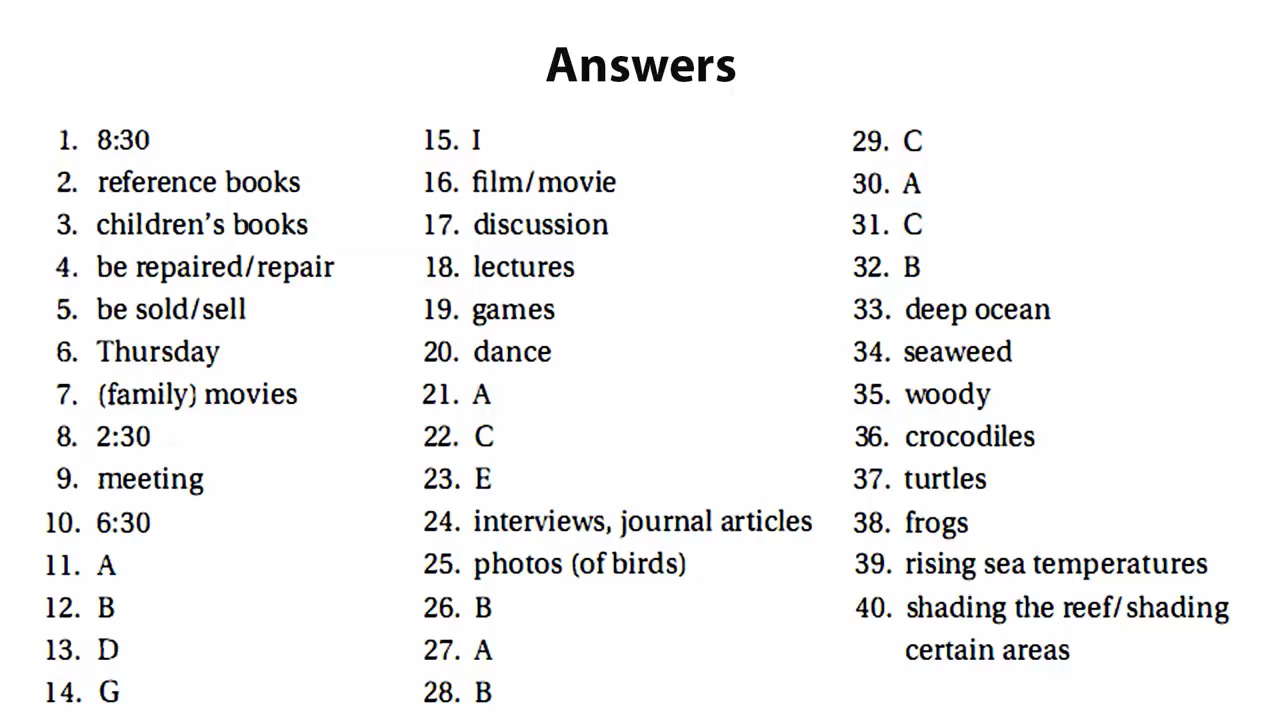 Answers
1. 8:30
2. reference books
3. children's books
4. be repaired/repair
5. be sold/sell
6. Thursday
7. (family) movies
8. 2:30
9. meeting
10. 6:30
11. A
12. B
13. D
14. G
15. I
16. film/movie
17. discussion
18. lectures
19. games
20. dance
21. A
22. C
23. E
24. interviews, journal articles
25. photos (of birds)
26. B
27. A
28. B
29. C
30. A
31. C
32. B
33. deep ocean
34. seaweed
35. woody
36. crocodiles
37. turtles
38. frogs
39. rising sea temperatures
40. shading the reef/shading
certain areas